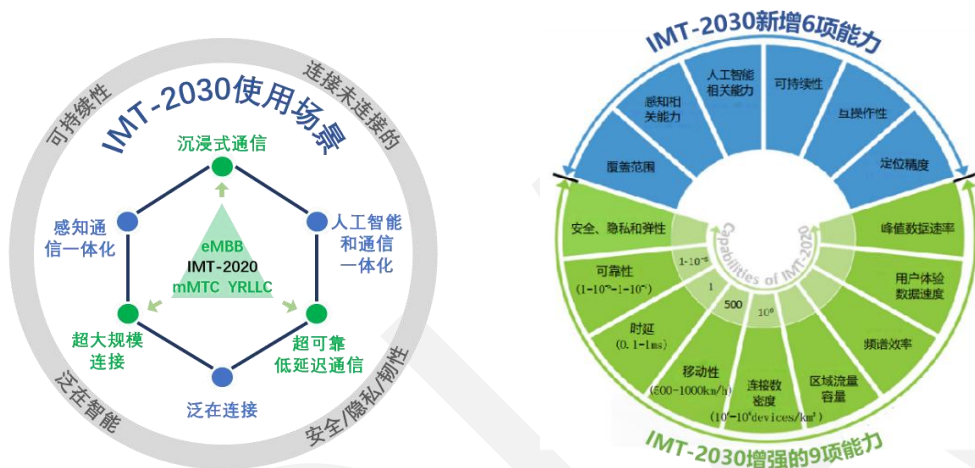 IMT-2030使用场景
可持续性
连接未连接的
泛在智能
安全/隐私/韧性
沉浸式通信
感知通
信一体化
人工智能
和通信
一体化
eMBB
IMT-2020
mMTC YRLLC
超大规模
连接
超可靠
低延迟通信
泛在连接
IMT-2030新增6项能力
覆盖范围
感知相
关能力
人工智能
相关能力
可持续性
互操作性
定位精度
安全、隐私和弹性
可靠性
时延
(0.1-1ms)
移动性
(500-1000km/h)
连接数
密度
区域流量
容量
频谱效率
用户体验
数据速度
峰值数据速率
Capabilities of IMT-2020
1
500
IMT-2030增强的9项能力